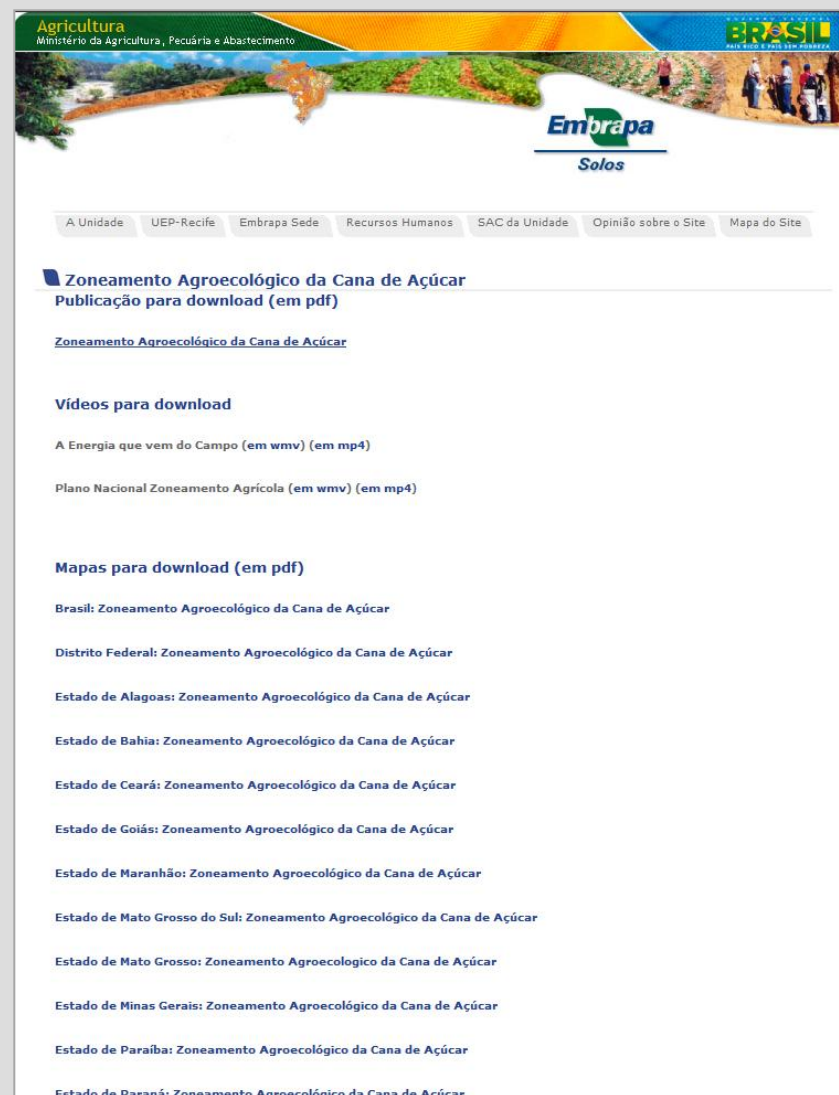 Agricultura
Ministério da Agricultura, Pecuária e Abastecimento
GOVERNO FEDERAL
BRASIL
PAÍS RICO É PAÍS SEM POBREZA
Embrapa
Solos
A Unidade UEP-Recife Embrapa Sede Recursos Humanos SAC da Unidade Opinião sobre o Site Mapa do Site
Zoneamento Agroecológico da Cana de Açúcar
Publicação para download (em pdf)
Zoneamento Agroecológico da Cana de Açúcar
Vídeos para download
A Energia que vem do Campo (em wmv) (em mp4)
Plano Nacional Zoneamento Agrícola (em wmv) (em mp4)
Mapas para download (em pdf)
Brasil: Zoneamento Agroecológico da Cana de Açúcar
Distrito Federal: Zoneamento Agroecológico da Cana de Açúcar
Estado de Alagoas: Zoneamento Agroecológico da Cana de Açúcar
Estado de Bahia: Zoneamento Agroecológico da Cana de Açúcar
Estado de Ceará: Zoneamento Agroecológico da Cana de Açúcar
Estado de Goiás: Zoneamento Agroecológico da Cana de Açúcar
Estado de Maranhão: Zoneamento Agroecológico da Cana de Açúcar
Estado de Mato Grosso do Sul: Zoneamento Agroecológico da Cana de Açúcar
Estado de Mato Grosso: Zoneamento Agroecologico da Cana de Açúcar
Estado de Minas Gerais: Zoneamento Agroecológico da Cana de Açúcar
Estado de Paraíba: Zoneamento Agroecológico da Cana de Açúcar
Estado de Paraná: Zoneamento Agroecológico da Cana de Açúcar